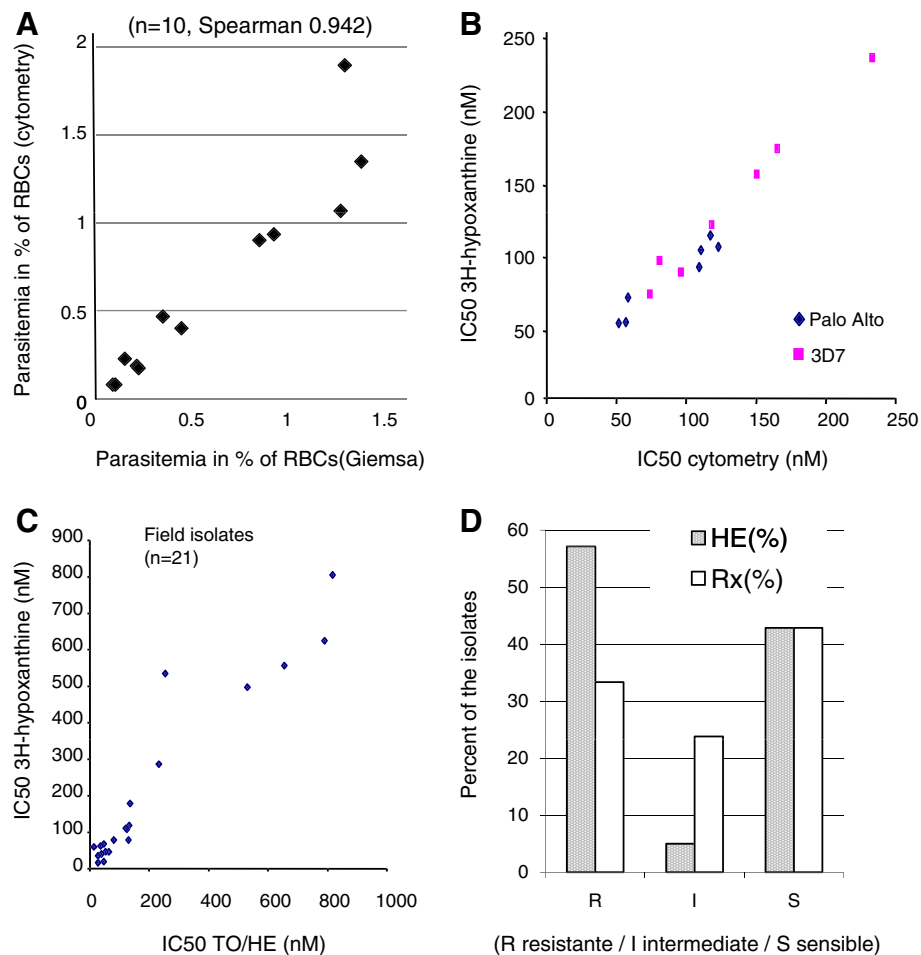 A
(n=10, Spearman 0.942)
Parasitemia in % of RBCs (cytometry)
2
1.5
1
0.5
0
0
0.5
1
1.5
Parasitemia in % of RBCs(Giemsa)
B
IC50 3H-hypoxanthine (nM)
250
200
150
100
50
0
Palo Alto
3D7
0
50
100
150
200
250
IC50 cytometry (nM)
C
Field isolates
(n=21)
IC50 3H-hypoxanthine (nM)
900
800
700
600
500
400
300
200
100
0
0
200
400
600
800
1000
IC50 TO/HE (nM)
D
HE(%)
Rx(%)
Percent of the isolates
60
50
40
30
20
10
0
R
I
S
(R resistante / I intermediate / S sensible)